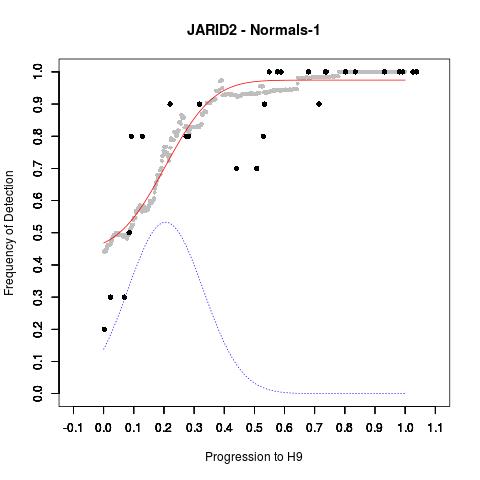 JARID2 - Normals-1
Frequency of Detection
1.0
0.9
0.8
0.7
0.6
0.5
0.4
0.3
0.2
0.1
0.0
-0.1 0.0 0.1 0.2 0.3 0.4 0.5 0.6 0.7 0.8 0.9 1.0 1.1
Progression to H9